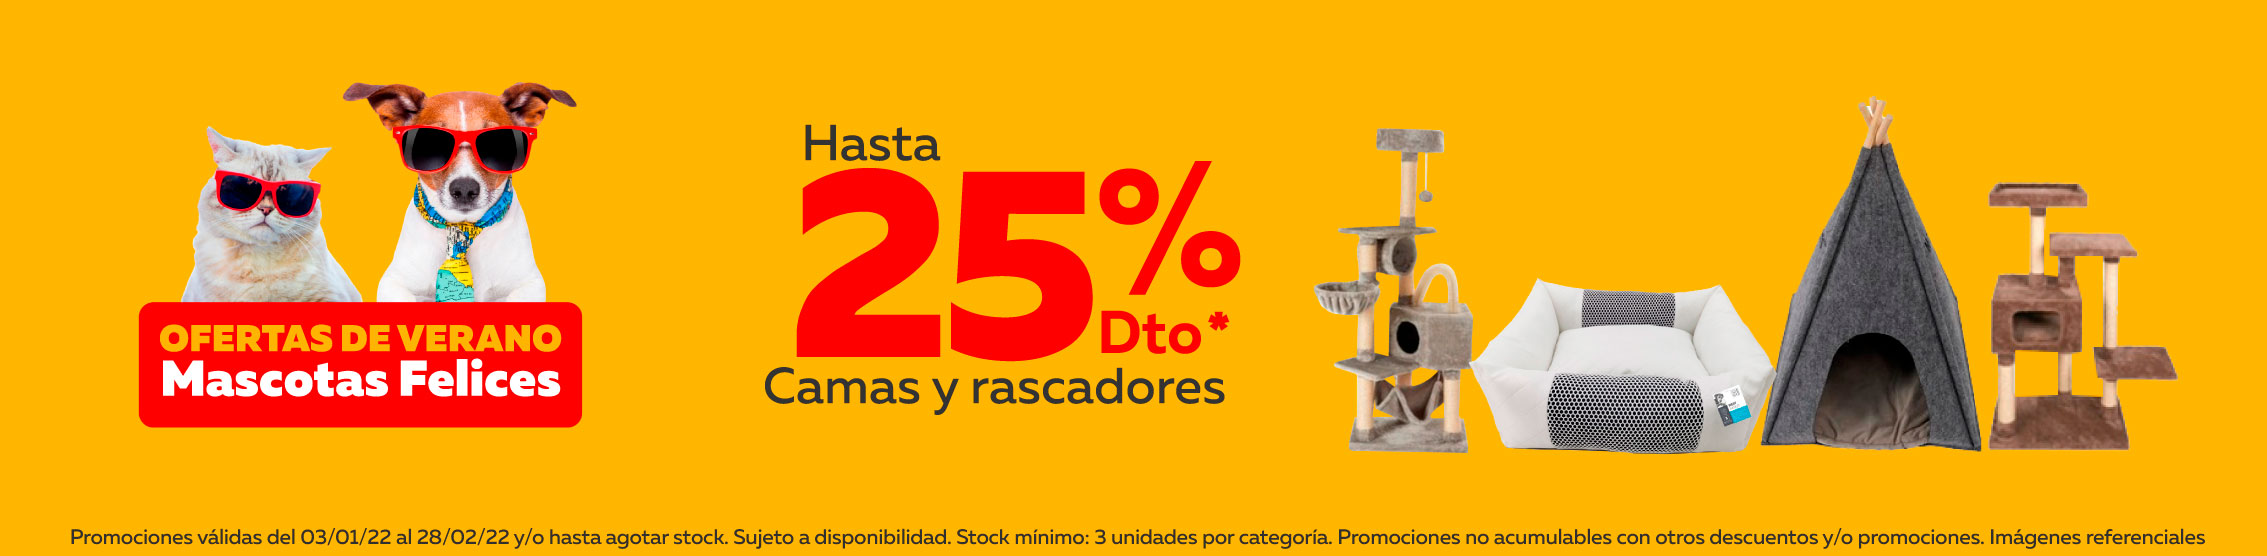 OFERTAS DE VERANO
Mascotas Felices
Hasta
25%
Dto*
Camas y rascadores
Promociones válidas del 03/01/22 al 28/02/22 y/o hasta agotar stock. Sujeto a disponibilidad. Stock mínimo: 3 unidades por categoría. Promociones no acumulables con otros descuentos y/o promociones. Imágenes referenciales